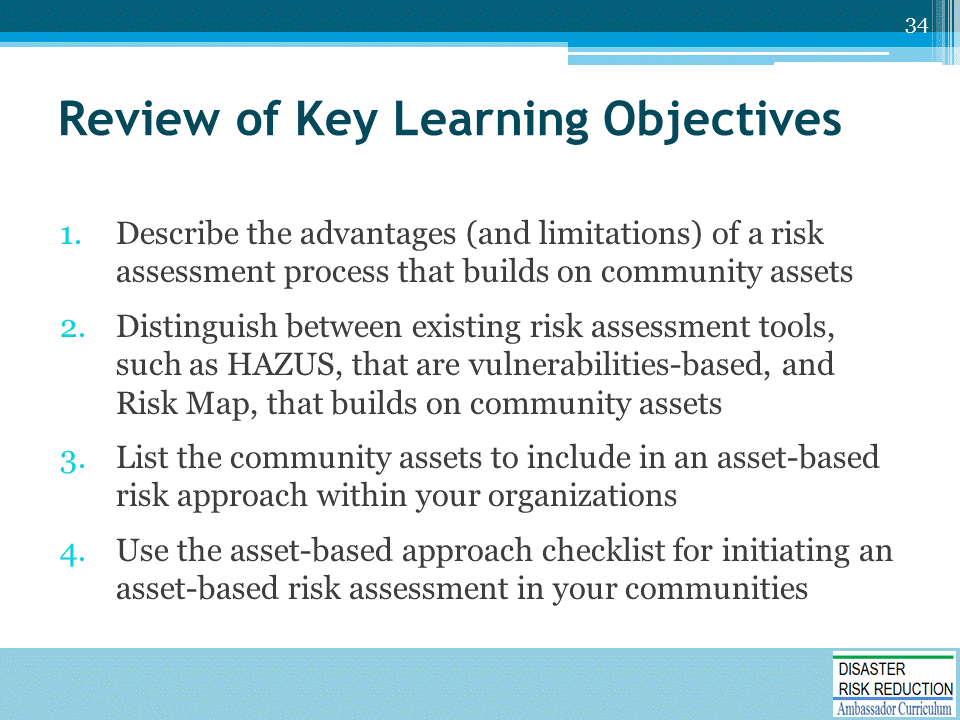 34
Review of Key Learning Objectives
1. Describe the advantages (and limitations) of a risk
assessment process that builds on community assets
2. Distinguish between existing risk assessment tools,
such as HAZUS, that are vulnerabilities-based, and
Risk Map, that builds on community assets
3. List the community assets to include in an asset-based
risk approach within your organizations
4. Use the asset-based approach checklist for initiating an
asset-based risk assessment in your communities
DISASTER
RISK REDUCTION
Ambassador Curriculum